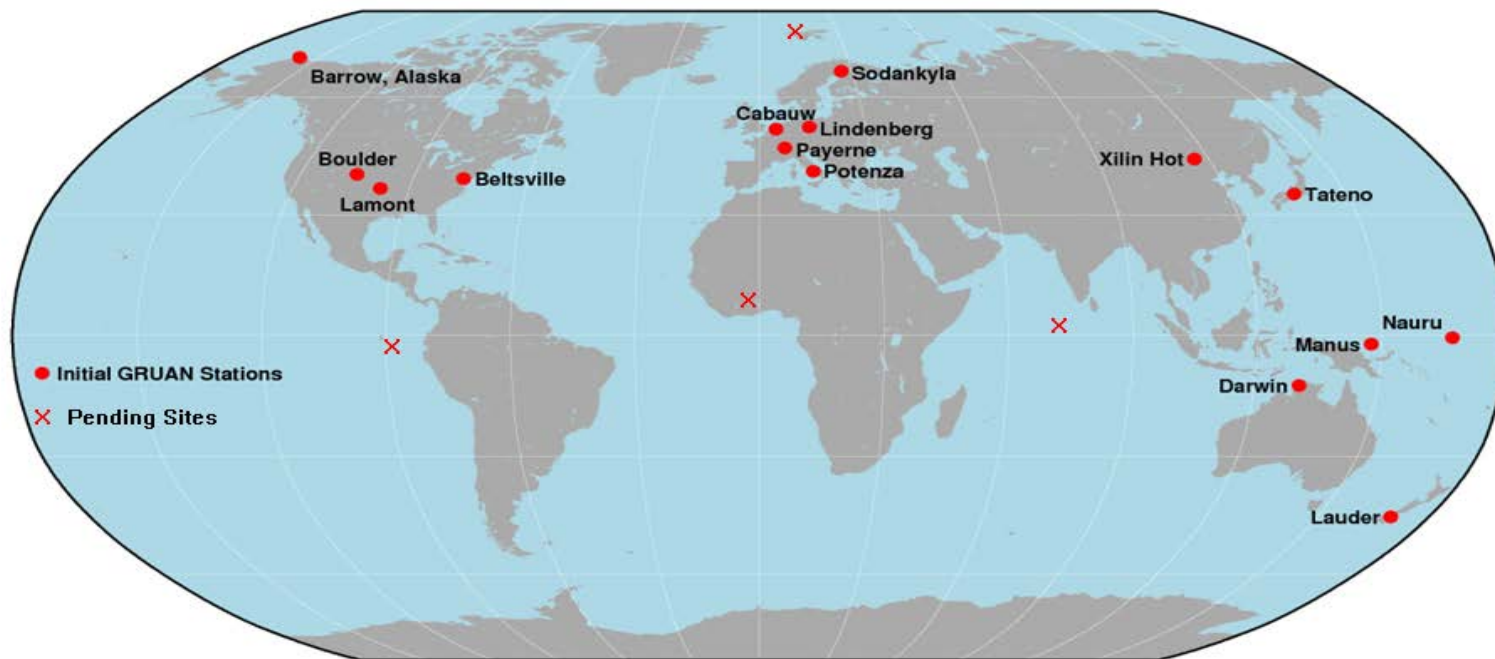 Barrow, Alaska
Sodankyla
Cabauw
Lindenberg
Payerne
Potenza
Boulder
Lamont
Beltsville
Xilin Hot
Tateno
Nauru
Manus
Darwin
Initial GRUAN Stations
Pending Sites
Lauder